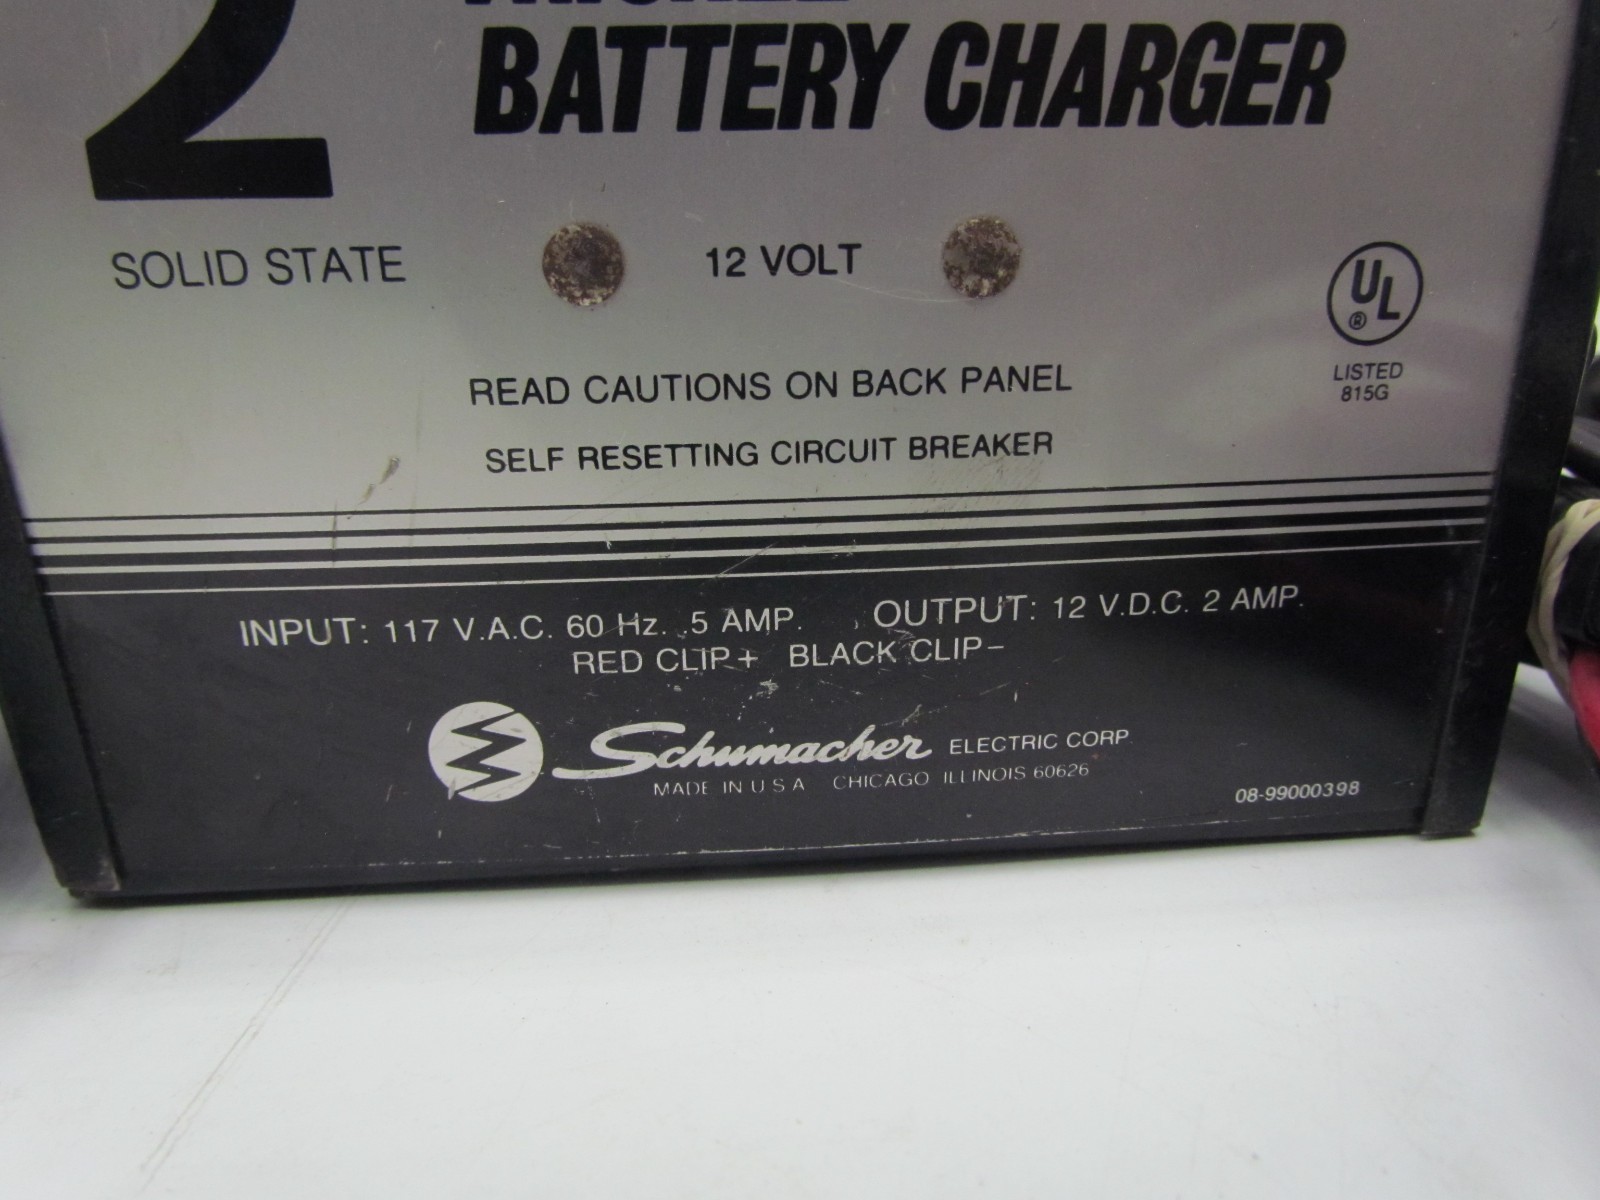 2
TRICKLE
BATTERY CHARGER
SOLID STATE
12 VOLT
UL
®
LISTED
815G
READ CAUTIONS ON BACK PANEL
SELF RESETTING CIRCUIT BREAKER
INPUT: 117 V.A.C. 60 Hz. .5 AMP. OUTPUT: 12 V.D.C. 2 AMP.
RED CLIP+ BLACK CLIP−
Schumacher ELECTRIC CORP.
MADE IN U S A CHICAGO ILLINOIS 60626
08-99000398